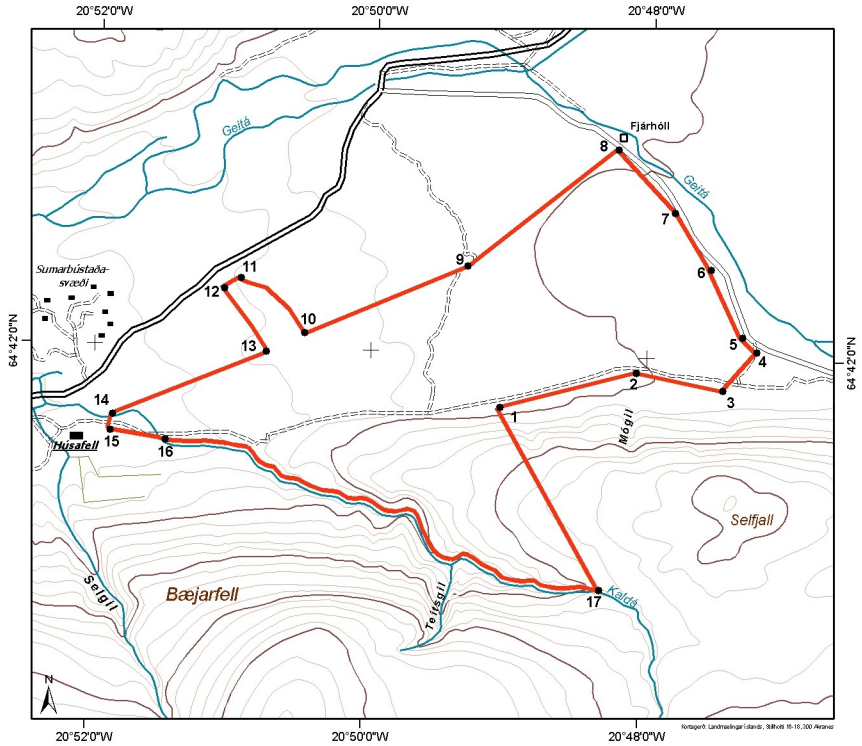 20°52'0"W
20°50'0"W
20°48'0"W
Fjárhóll
8
Geitá
Geitá
7
Sumarbústaða-
svæði
9
11
12
6
10
13
5
4
64°42'0"N
64°42'0"N
2
3
14
1
15
Mógil
Húsafell
16
Selfjall
Selgil
Bæjarfell
Teitsgil
17
Kaldá
N
Kortagerð: Landmælingar Íslands, Stillholti 16-18, 300 Akranes
20°52'0"W
20°50'0"W
20°48'0"W